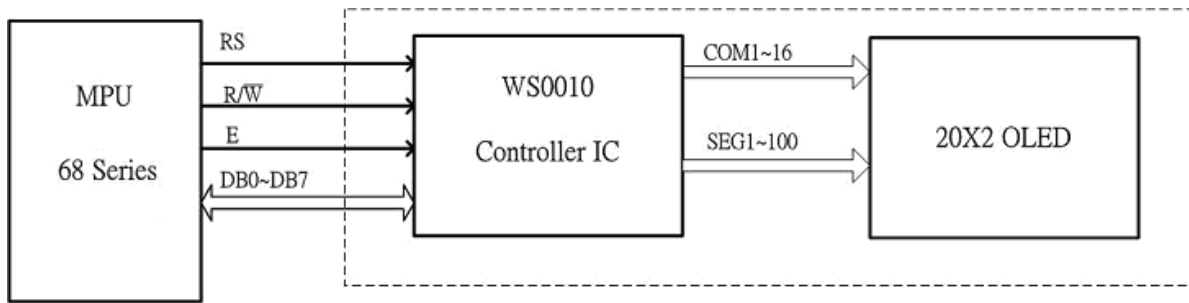 MPU
68 Series
RS
R/W̅
E
DB0~DB7
WS0010
Controller IC
COM1~16
SEG1~100
20X2 OLED